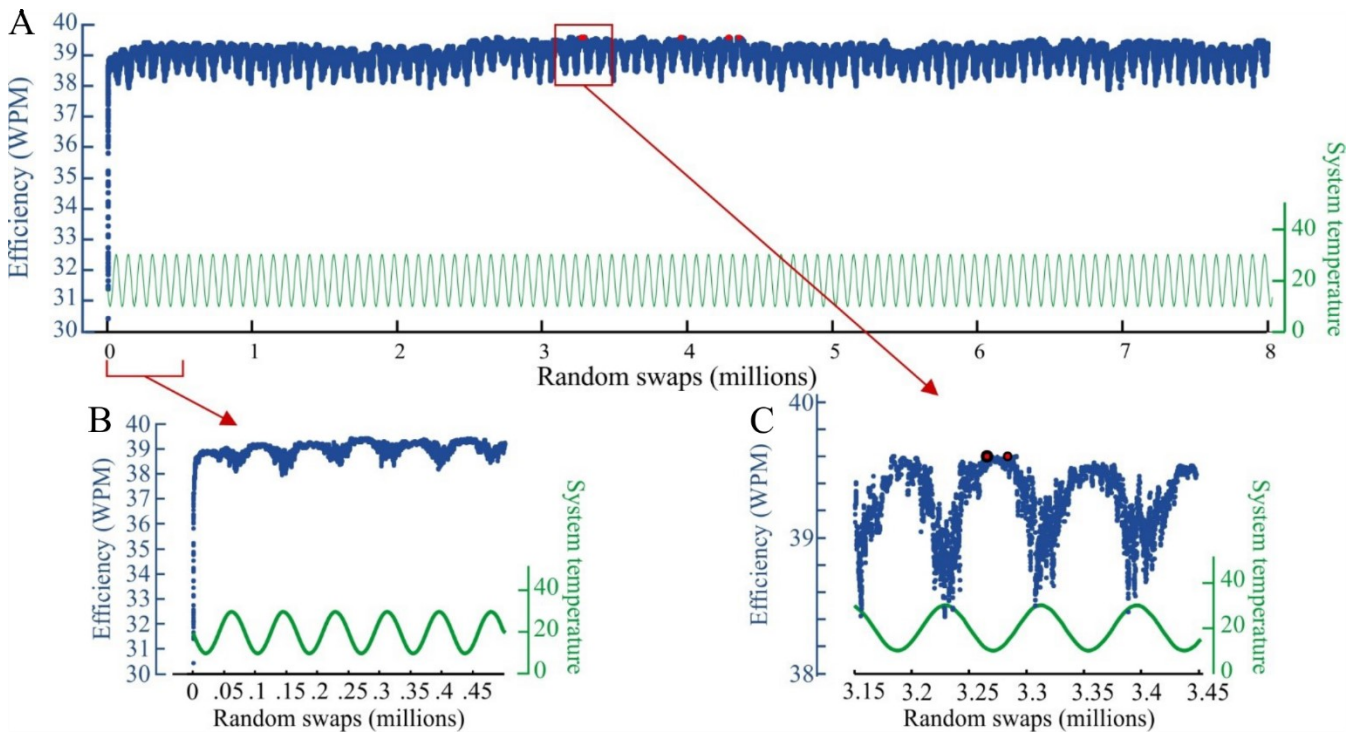 A
Efficiency (WPM)
40
39
38
37
36
35
34
33
32
31
30
System temperature
40
20
0
0 1 2 3 4 5 6 7 8
Random swaps (millions)
B
Efficiency (WPM)
40
39
38
37
36
35
34
33
32
31
30
System temperature
40
20
0
0 .05 .1 .15 .2 .25 .3 .35 .4 .45
Random swaps (millions)
C
Efficiency (WPM)
40
39
38
System temperature
40
20
0
3.15 3.2 3.25 3.3 3.35 3.4 3.45
Random swaps (millions)